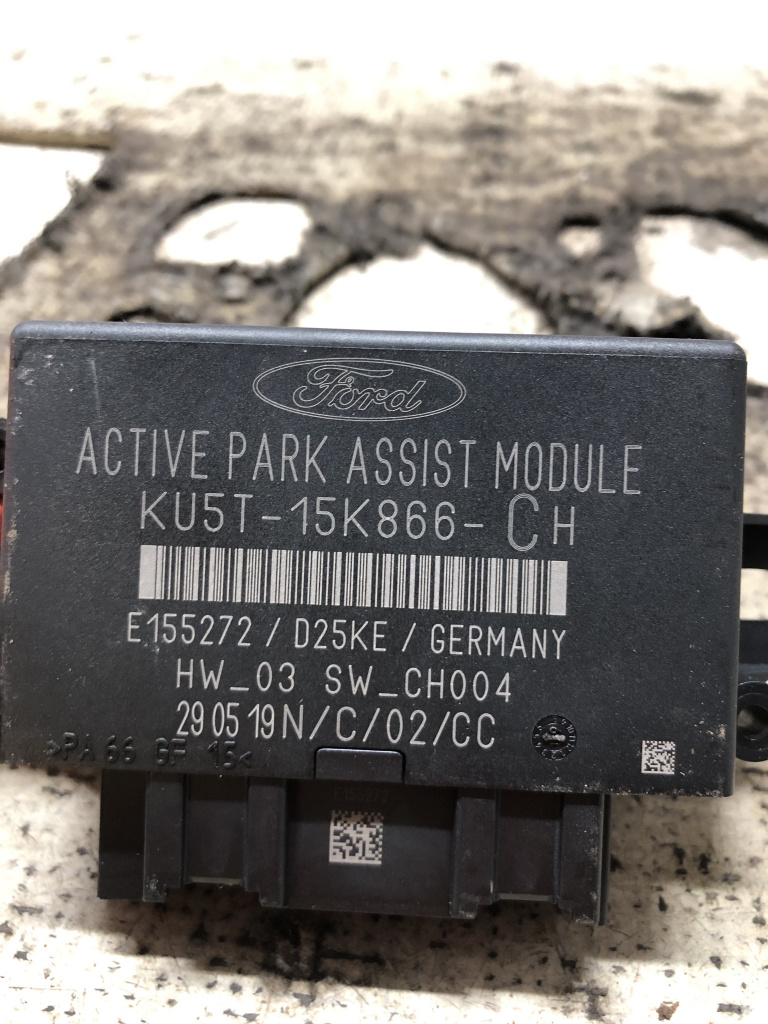 Ford
ACTIVE PARK ASSIST MODULE
KU5T-15K866-CH
E155272 / D25KE / GERMANY
HW_03 SW_CH004
29 05 19 N/C/02/CC
>PA 66 GF 15<
E155272